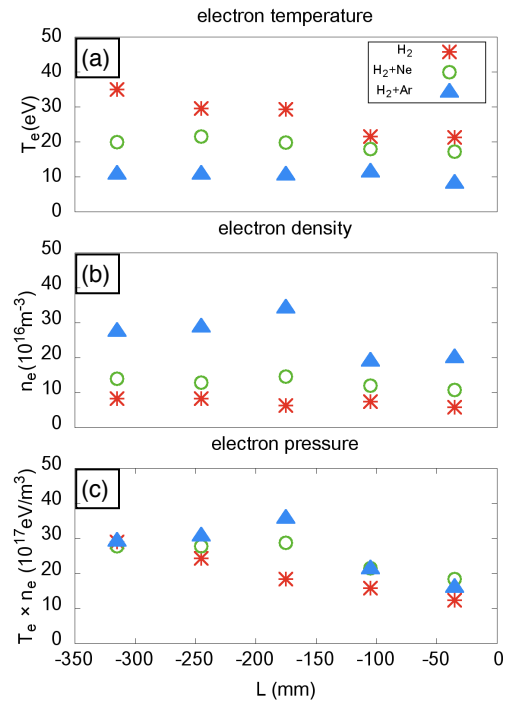 electron temperature
(a)
H2
H2+Ne
H2+Ar
50
40
30
20
10
0
Te(eV)
electron density
(b)
50
40
30
20
10
0
ne(10^16m^-3)
electron pressure
(c)
50
40
30
20
10
0
Te × ne (10^17eV/m^3)
-350 -300 -250 -200 -150 -100 -50 0
L (mm)